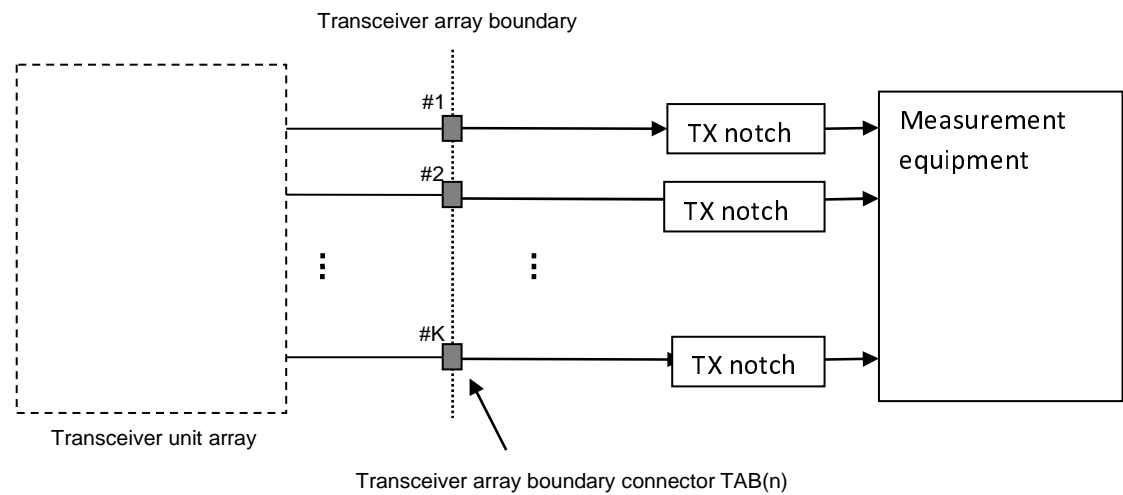 Transceiver array boundary
#1
TX notch
Measurement
equipment
#2
TX notch
#K
TX notch
Transceiver unit array
Transceiver array boundary connector TAB(n)